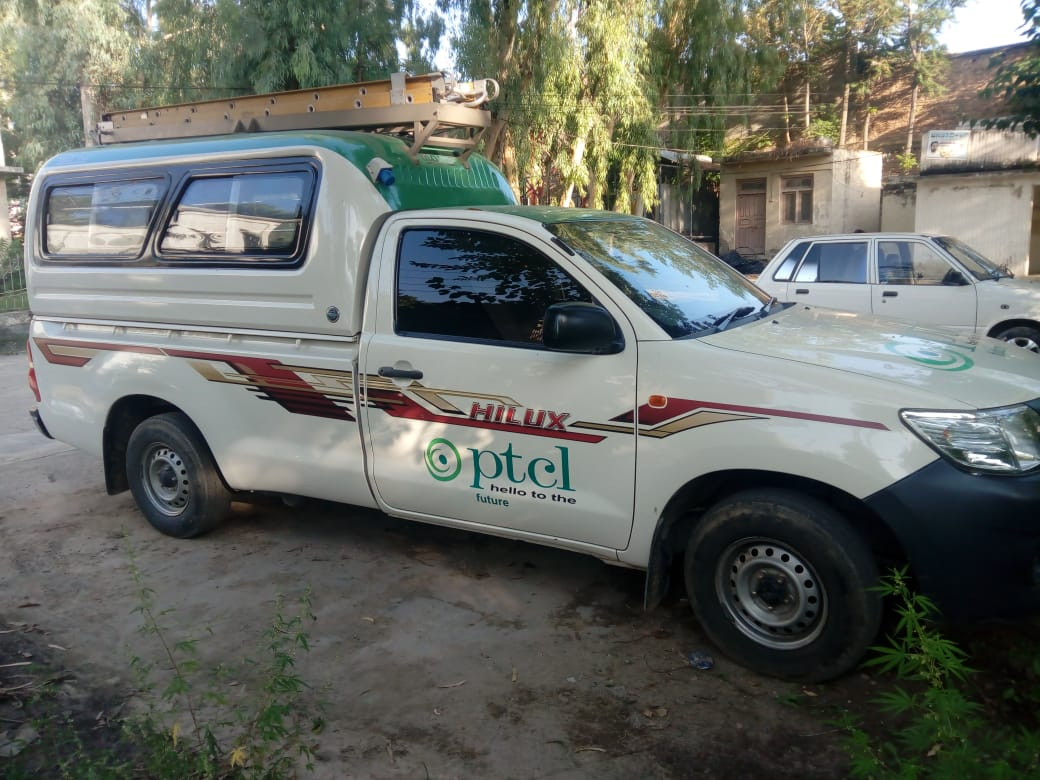 HILUX
ptcl
hello to the
future